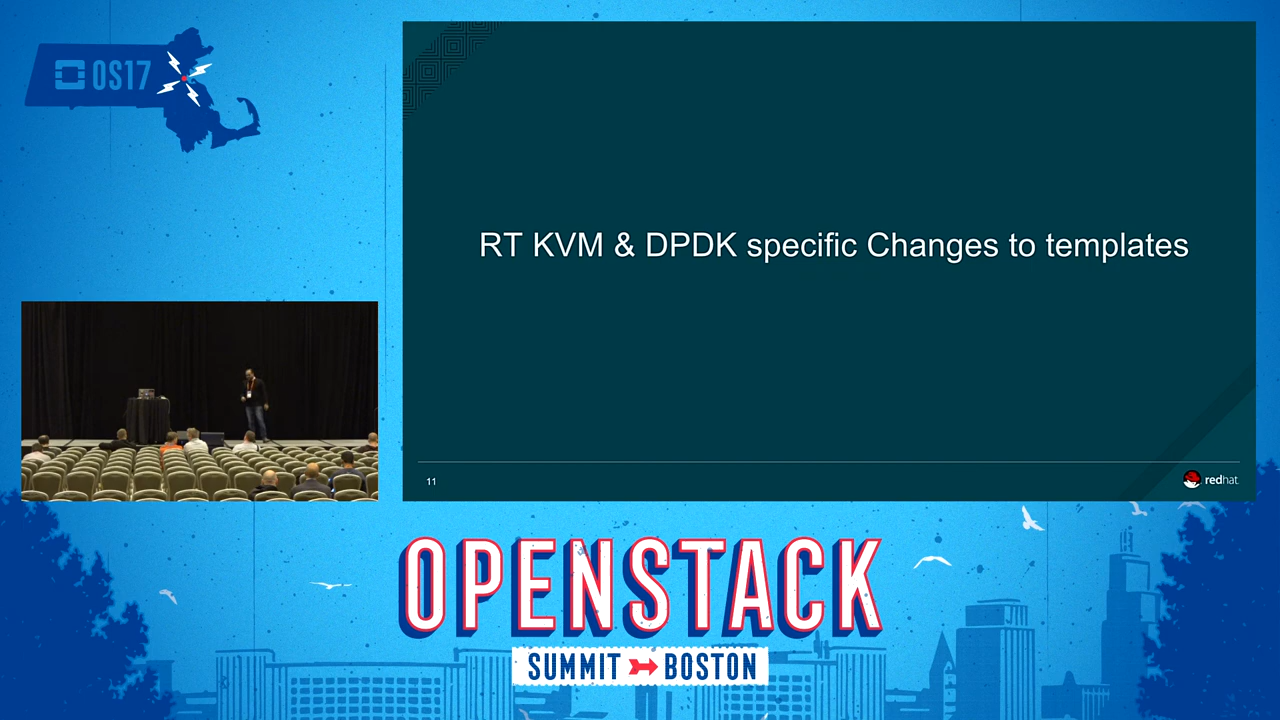 OS17
RT KVM & DPDK specific Changes to templates
11
redhat.
OPENSTACK
SUMMIT BOSTON